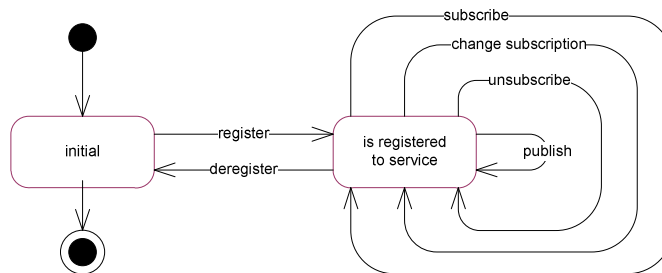 subscribe
change subscription
unsubscribe
register
initial
is registered
to service
publish
deregister